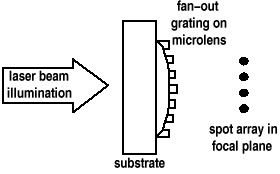 fan-out
grating on
microlens
laser beam
illumination
spot array in
focal plane
substrate